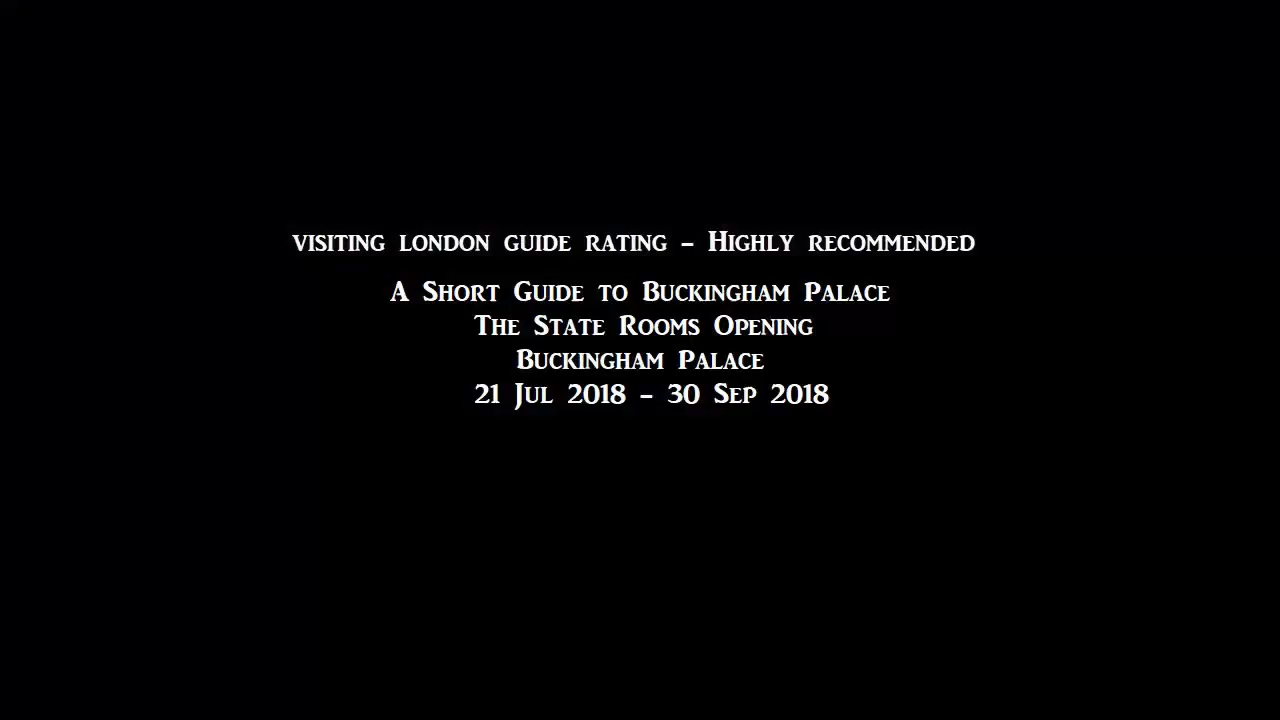 visiting london guide rating - Highly recommended
A Short Guide to Buckingham Palace
The State Rooms Opening
Buckingham Palace
21 Jul 2018 - 30 Sep 2018